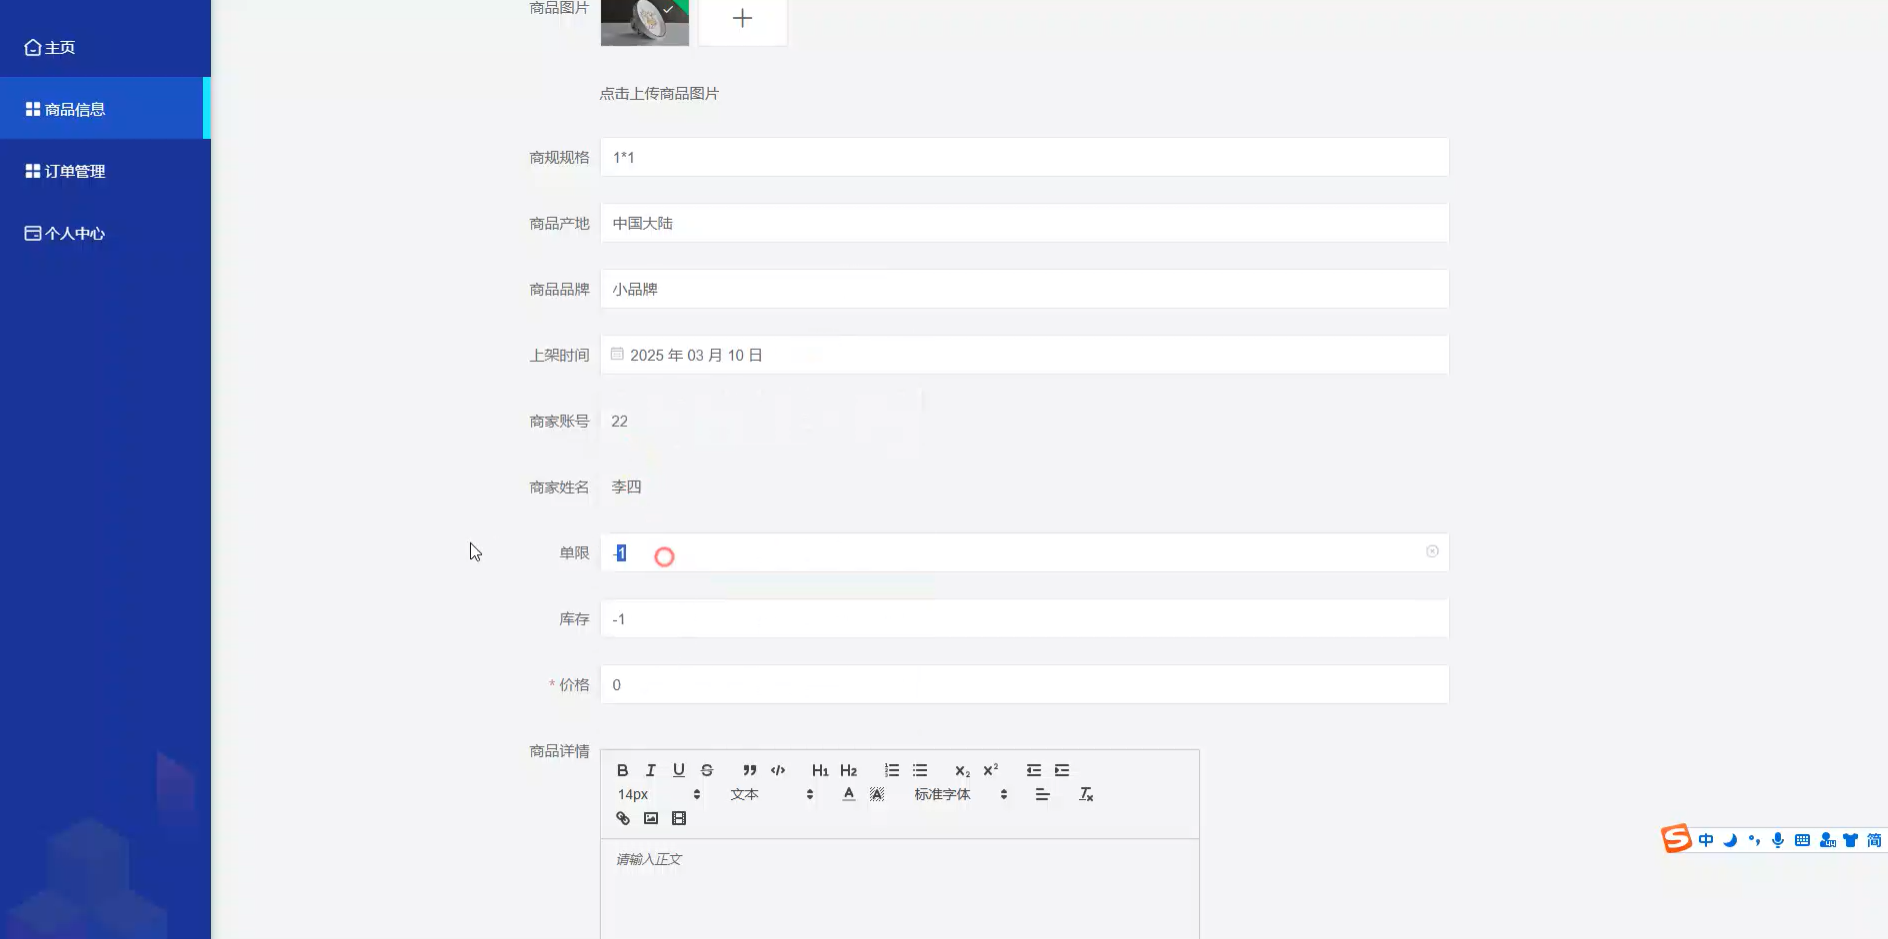 商品图片
主页
点击上传商品图片
商品信息
商规规格 1*1
订单管理
商品产地 中国大陆
个人中心
商品品牌 小品牌
上架时间 2025 年 03 月 10 日
商家账号 22
商家姓名 李四
单限 -1
库存 -1
* 价格 0
商品详情
B I U S H1 H2 x₂ x²
14px 文本 A A 标准字体 Tx
请输入正文
S 中 简